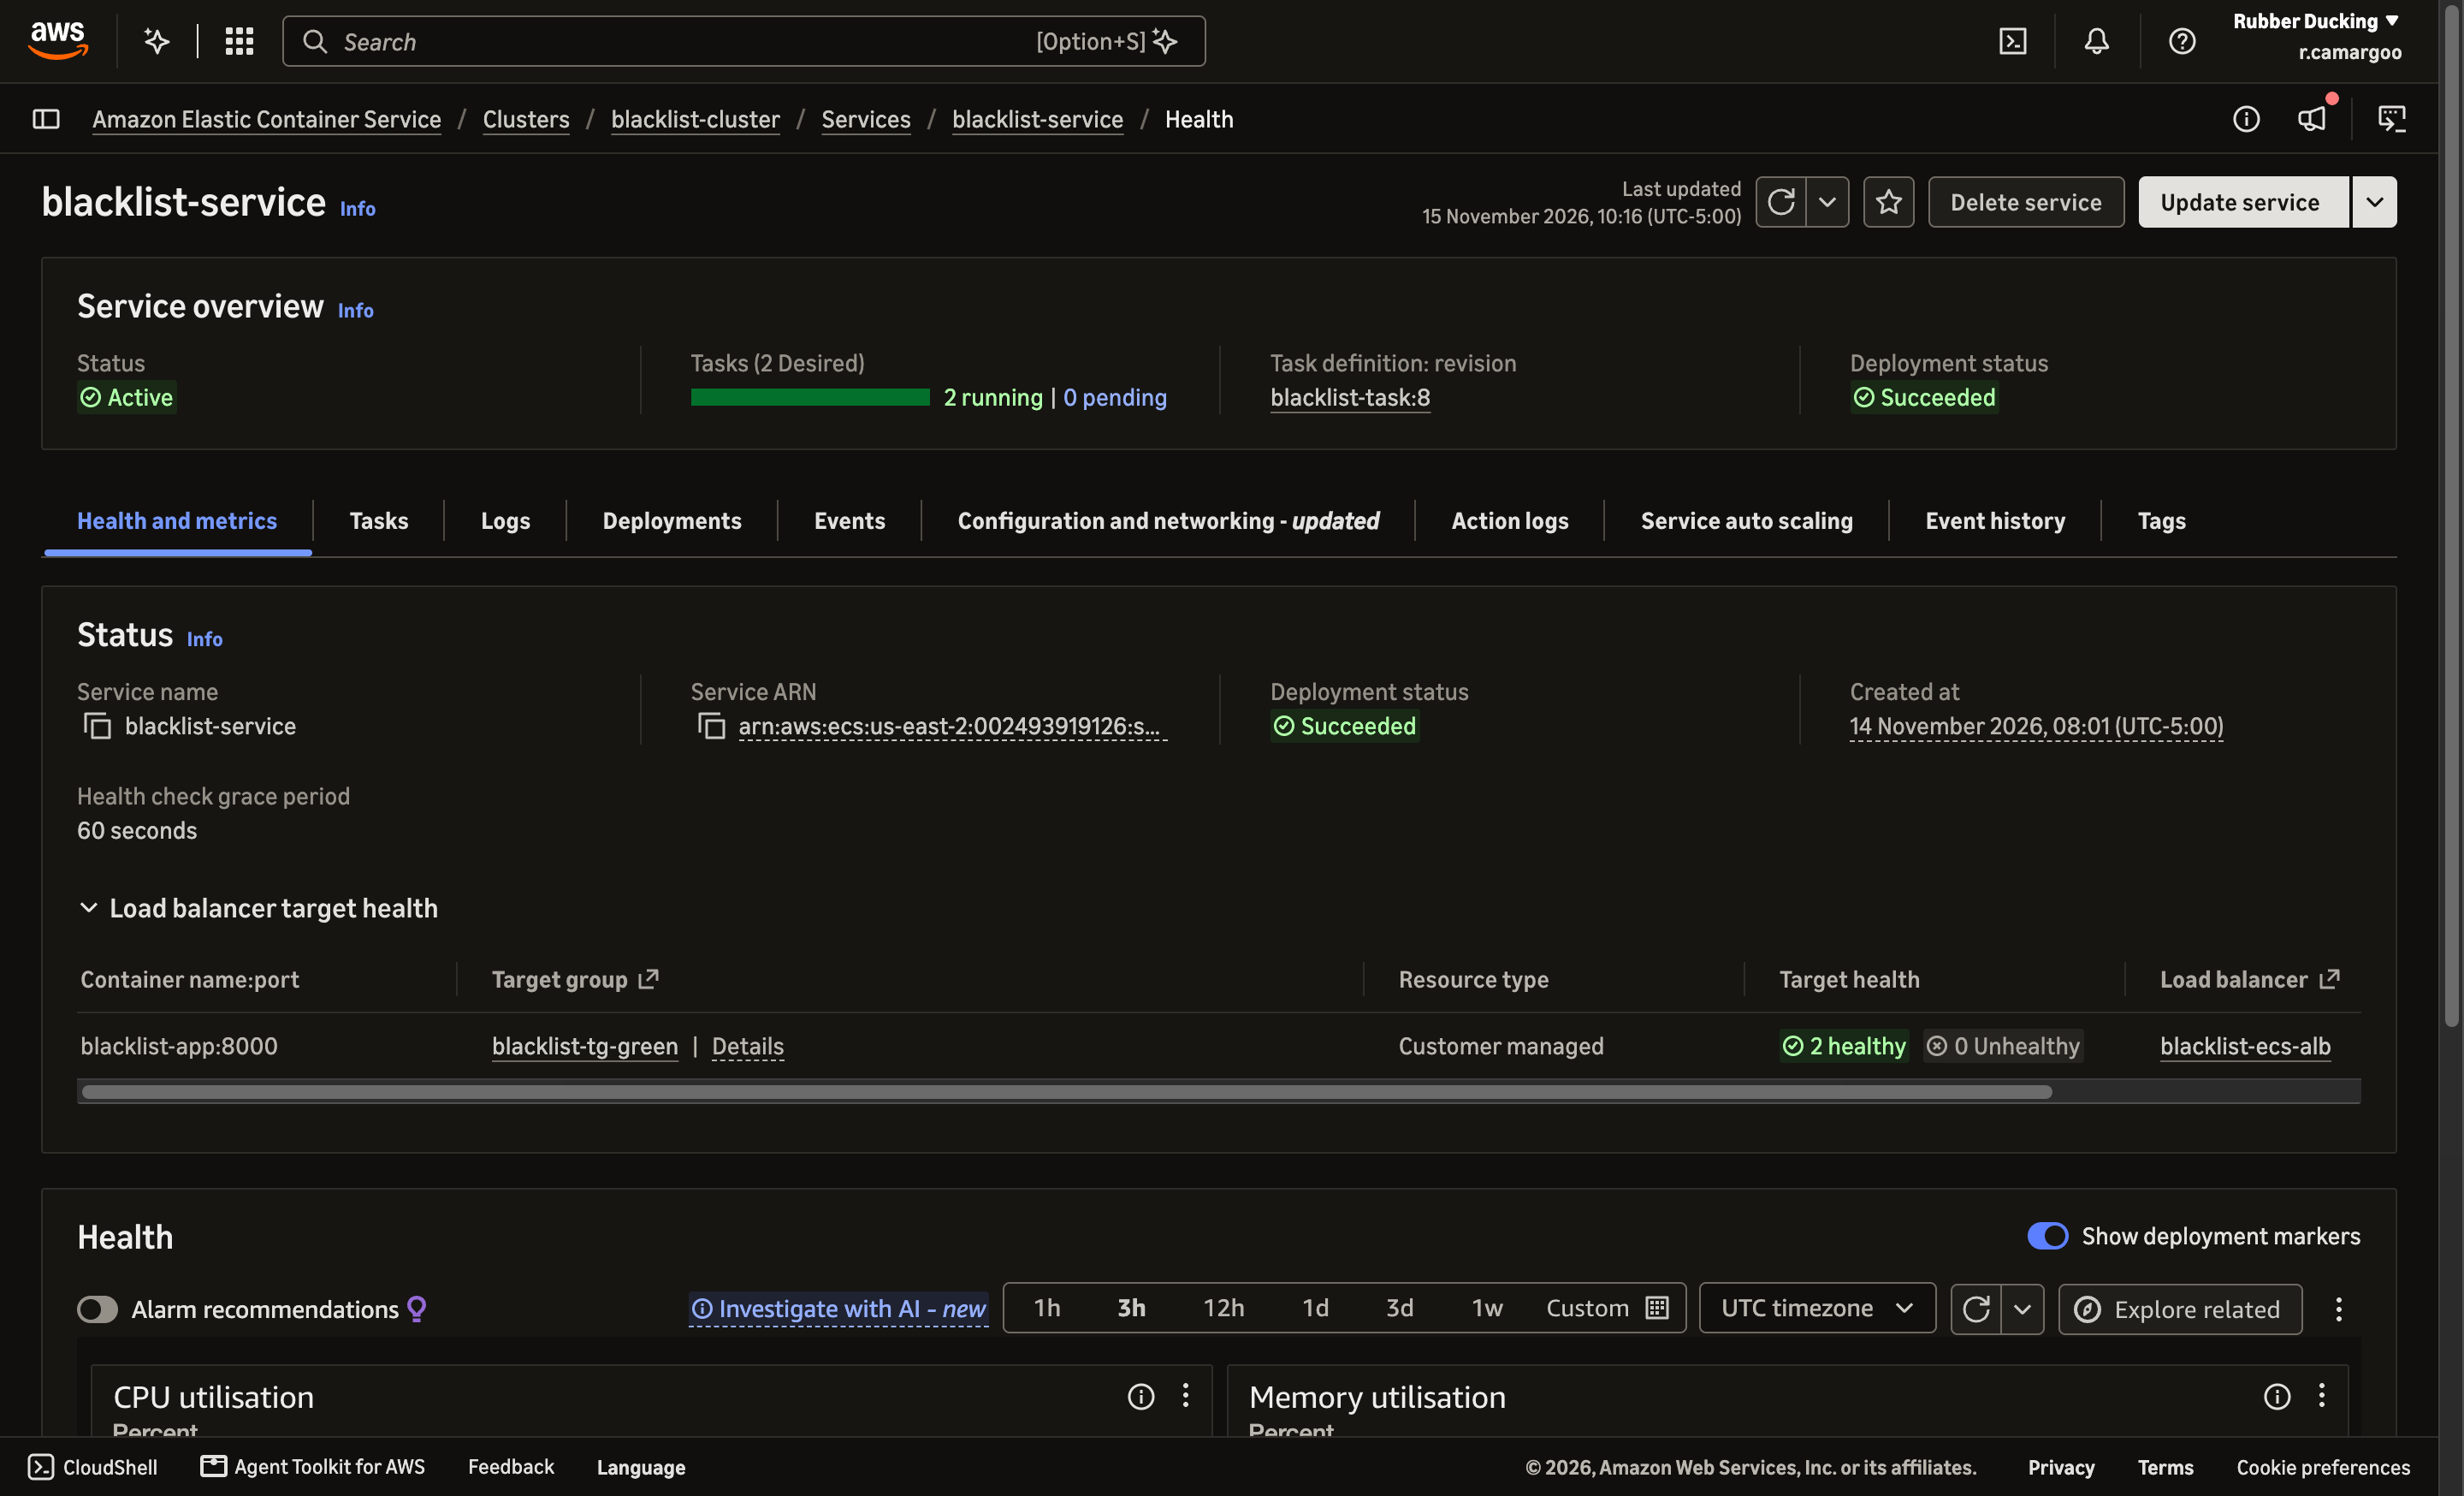 aws
Search [Option+S]
Rubber Ducking
r.camargoo
Amazon Elastic Container Service / Clusters / blacklist-cluster / Services / blacklist-service / Health
blacklist-service Info
Last updated
15 November 2026, 10:16 (UTC-5:00)
Delete service
Update service
Service overview Info
Status
Active
Tasks (2 Desired)
2 running | 0 pending
Task definition: revision
blacklist-task:8
Deployment status
Succeeded
Health and metrics
Tasks
Logs
Deployments
Events
Configuration and networking - updated
Action logs
Service auto scaling
Event history
Tags
Status Info
Service name
blacklist-service
Service ARN
arn:aws:ecs:us-east-2:002493919126:s...
Deployment status
Succeeded
Created at
14 November 2026, 08:01 (UTC-5:00)
Health check grace period
60 seconds
Load balancer target health
Container name:port Target group Resource type Target health Load balancer
blacklist-app:8000 blacklist-tg-green | Details Customer managed 2 healthy 0 Unhealthy blacklist-ecs-alb
Health
Show deployment markers
Alarm recommendations
Investigate with AI - new
1h 3h 12h 1d 3d 1w Custom
UTC timezone
Explore related
CPU utilisation
Percent
Memory utilisation
Percent
CloudShell Agent Toolkit for AWS Feedback Language
© 2026, Amazon Web Services, Inc. or its affiliates. Privacy Terms Cookie preferences